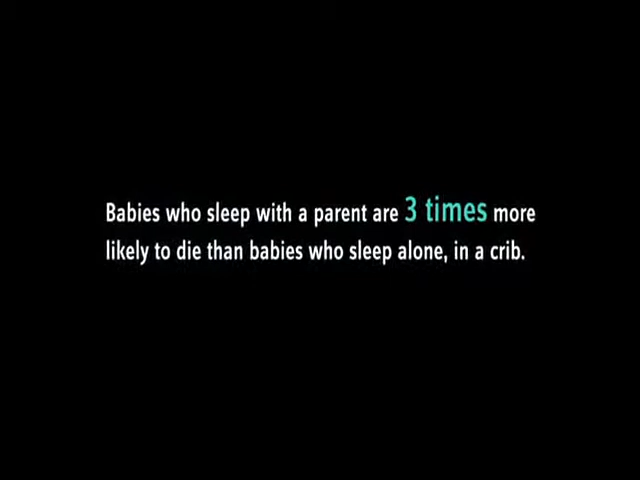 Babies who sleep with a parent are 3 times more
likely to die than babies who sleep alone, in a crib.